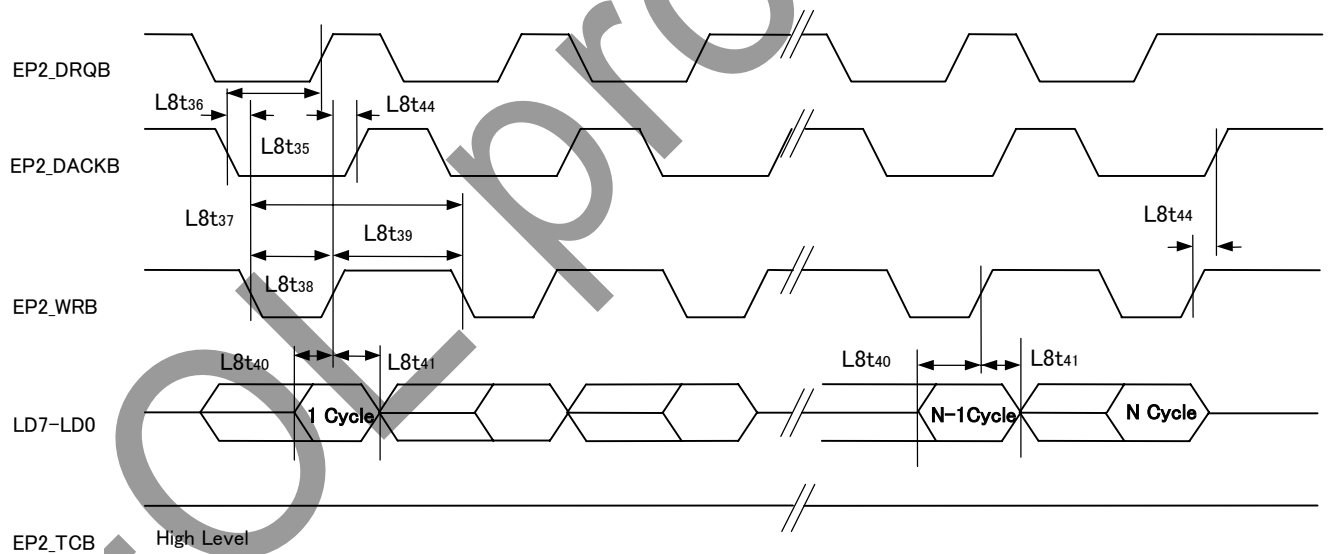 EP2_DRQB
L8t36
L8t44
L8t35
EP2_DACKB
L8t37
L8t39
L8t44
L8t38
EP2_WRB
L8t40
L8t41
L8t40
L8t41
LD7-LD0
1 Cycle
N-1Cycle
N Cycle
EP2_TCB
High Level